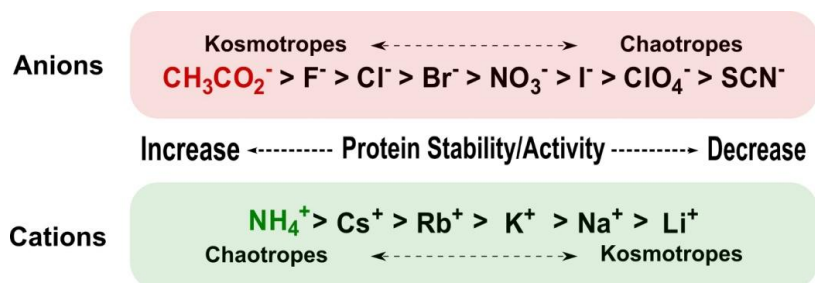 Kosmotropes Chaotropes
Anions
CH₃CO₂⁻ > F⁻ > Cl⁻ > Br⁻ > NO₃⁻ > I⁻ > ClO₄⁻ > SCN⁻
Increase Protein Stability/Activity Decrease
NH₄⁺ > Cs⁺ > Rb⁺ > K⁺ > Na⁺ > Li⁺
Cations
Chaotropes Kosmotropes